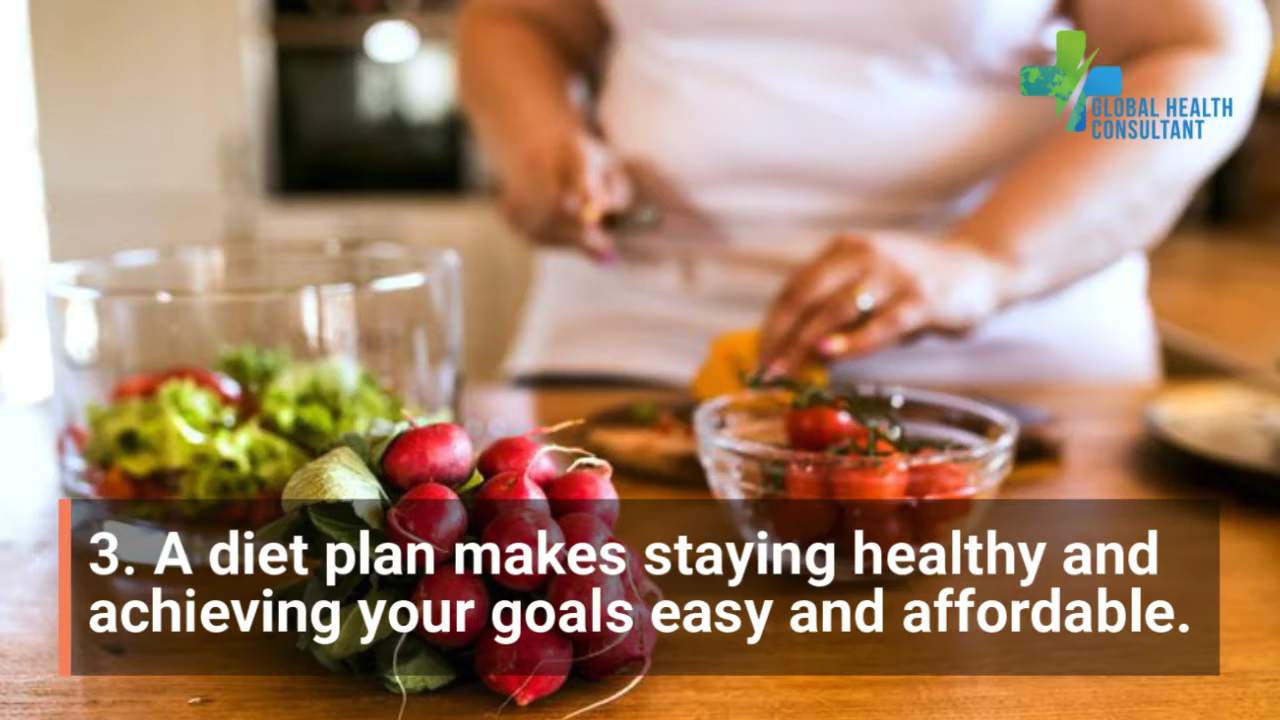 GLOBAL HEALTH
CONSULTANT
3. A diet plan makes staying healthy and
achieving your goals easy and affordable.